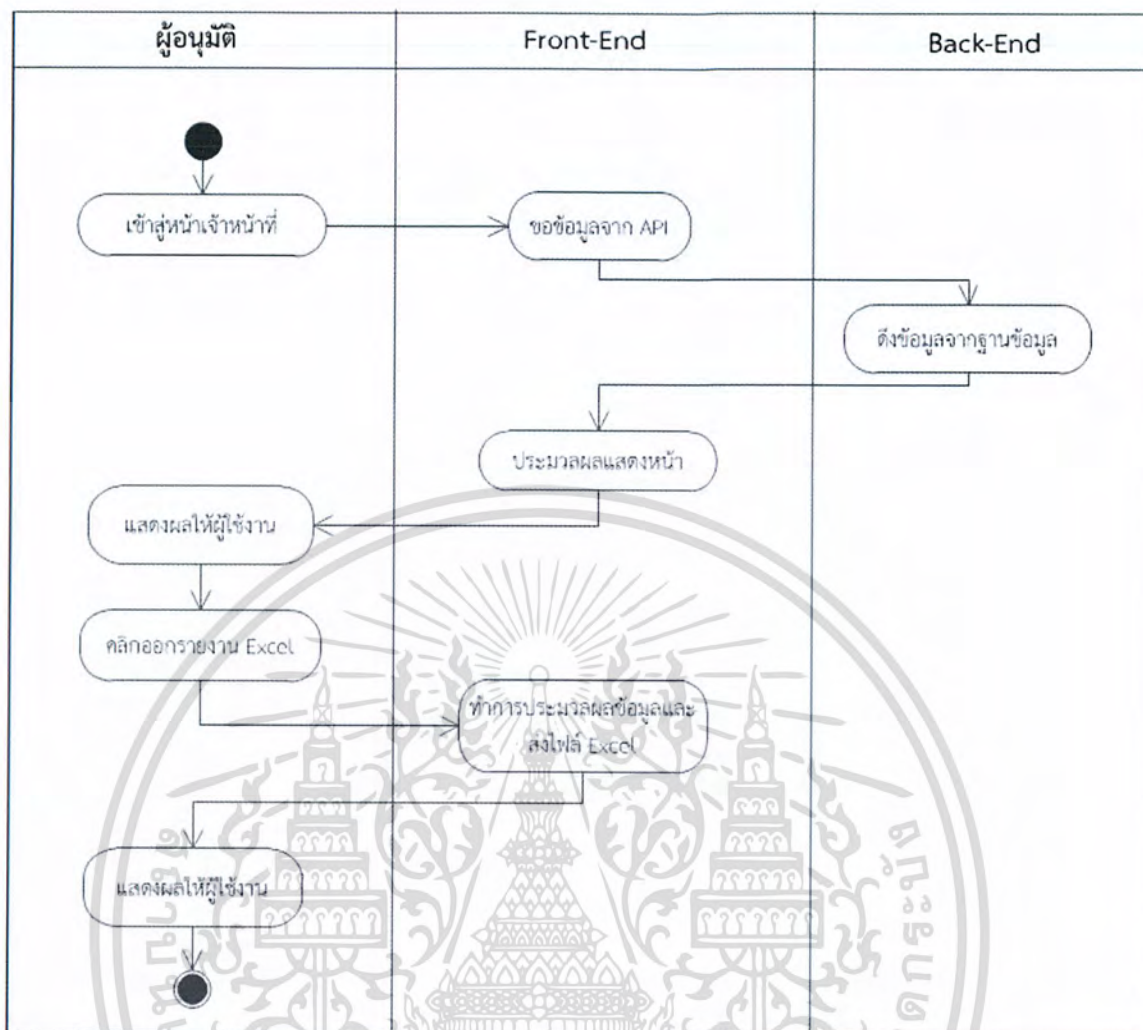 ผู้อนุมัติ
Front-End
Back-End
เข้าสู่หน้าเจ้าหน้าที่
ขอข้อมูลจาก API
ดึงข้อมูลจากฐานข้อมูล
ประมวลผลแสดงหน้า
แสดงผลให้ผู้ใช้งาน
คลิกออกรายงาน Excel
ทำการประมวลผลข้อมูลและ
ส่งไฟล์ Excel
แสดงผลให้ผู้ใช้งาน